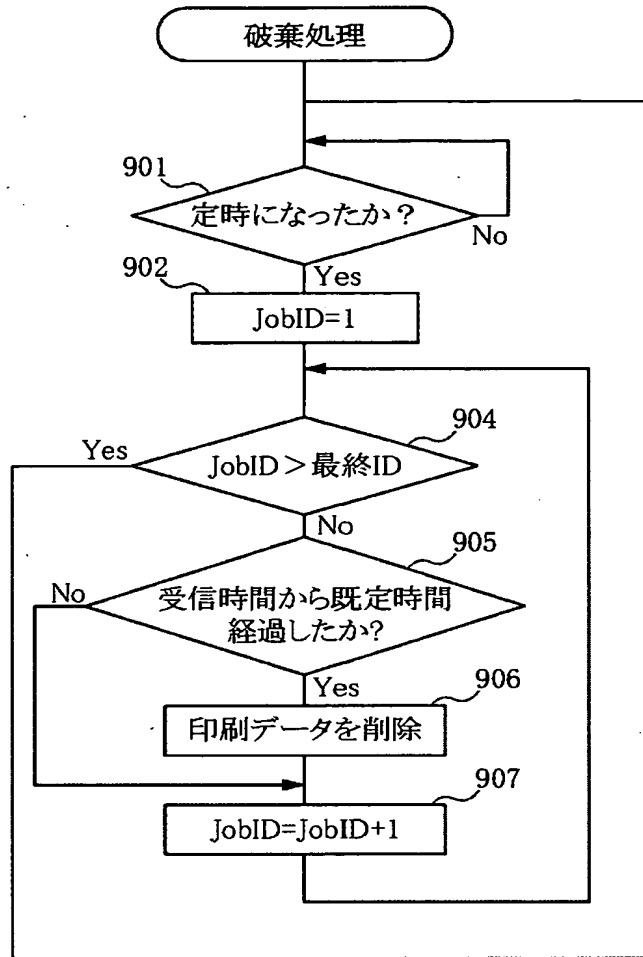 破棄処理
901
定時になったか？
No
Yes
902
JobID=1
904
Yes
JobID＞最終ID
No
905
No
受信時間から既定時間
経過したか?
Yes
906
印刷データを削除
907
JobID=JobID+1